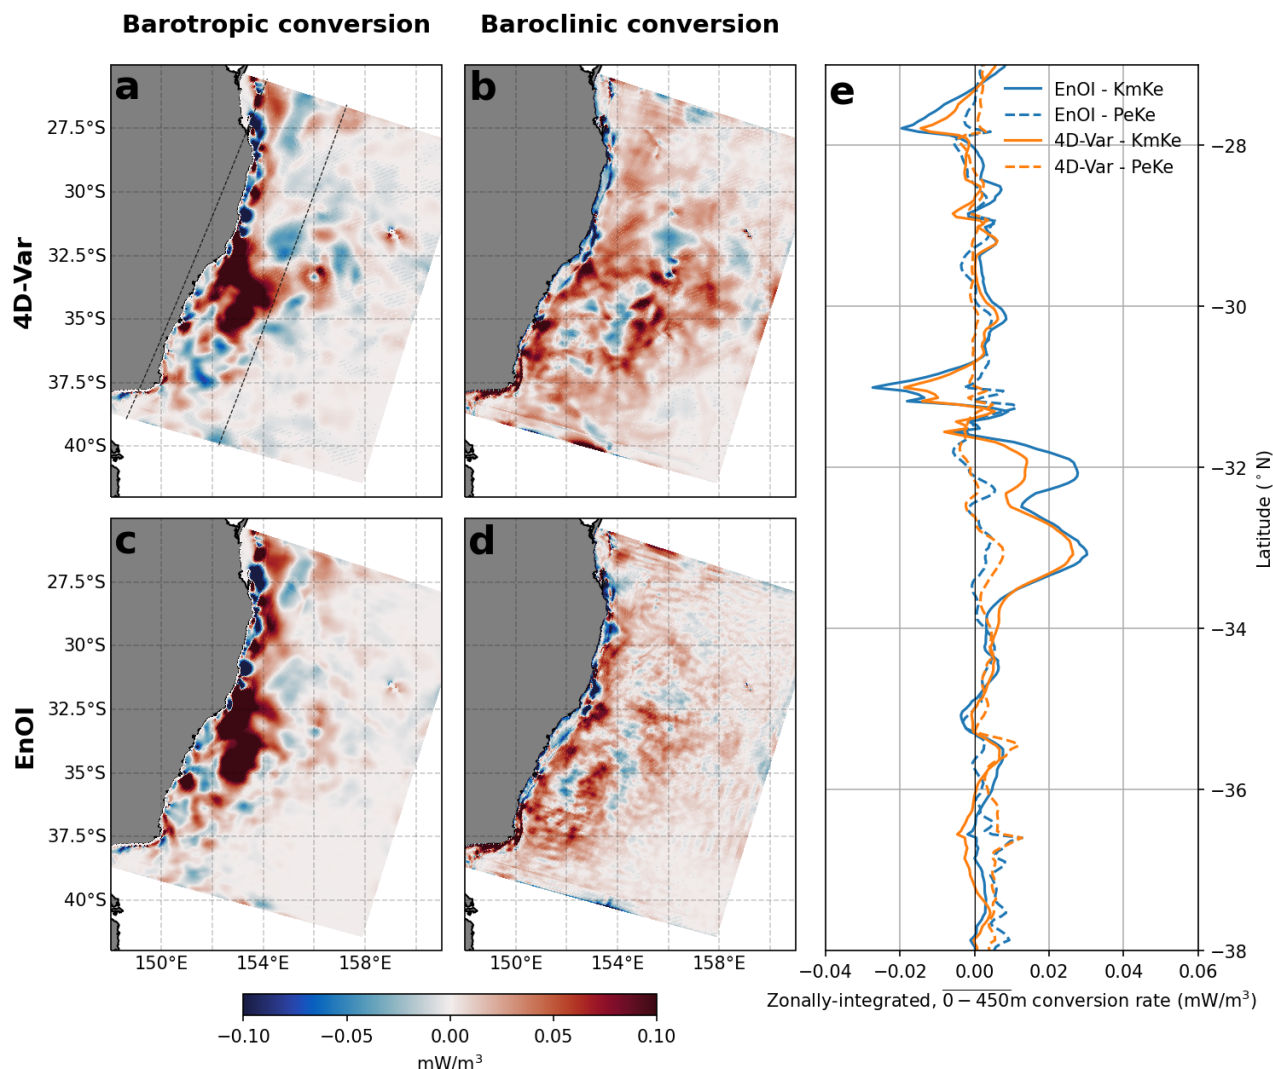 Barotropic conversion
Baroclinic conversion
a
b
e
4D-Var
27.5°S
30°S
32.5°S
35°S
37.5°S
40°S
EnOI - KmKe
EnOI - PeKe
4D-Var - KmKe
4D-Var - PeKe
−28
−30
−32
−34
−36
−38
Latitude (°N)
c
d
EnOI
27.5°S
30°S
32.5°S
35°S
37.5°S
40°S
150°E
154°E
158°E
150°E
154°E
158°E
−0.04
−0.02
0.00
0.02
0.04
0.06
Zonally-integrated, 0 − 450m conversion rate (mW/m³)
−0.10
−0.05
0.00
0.05
0.10
mW/m³